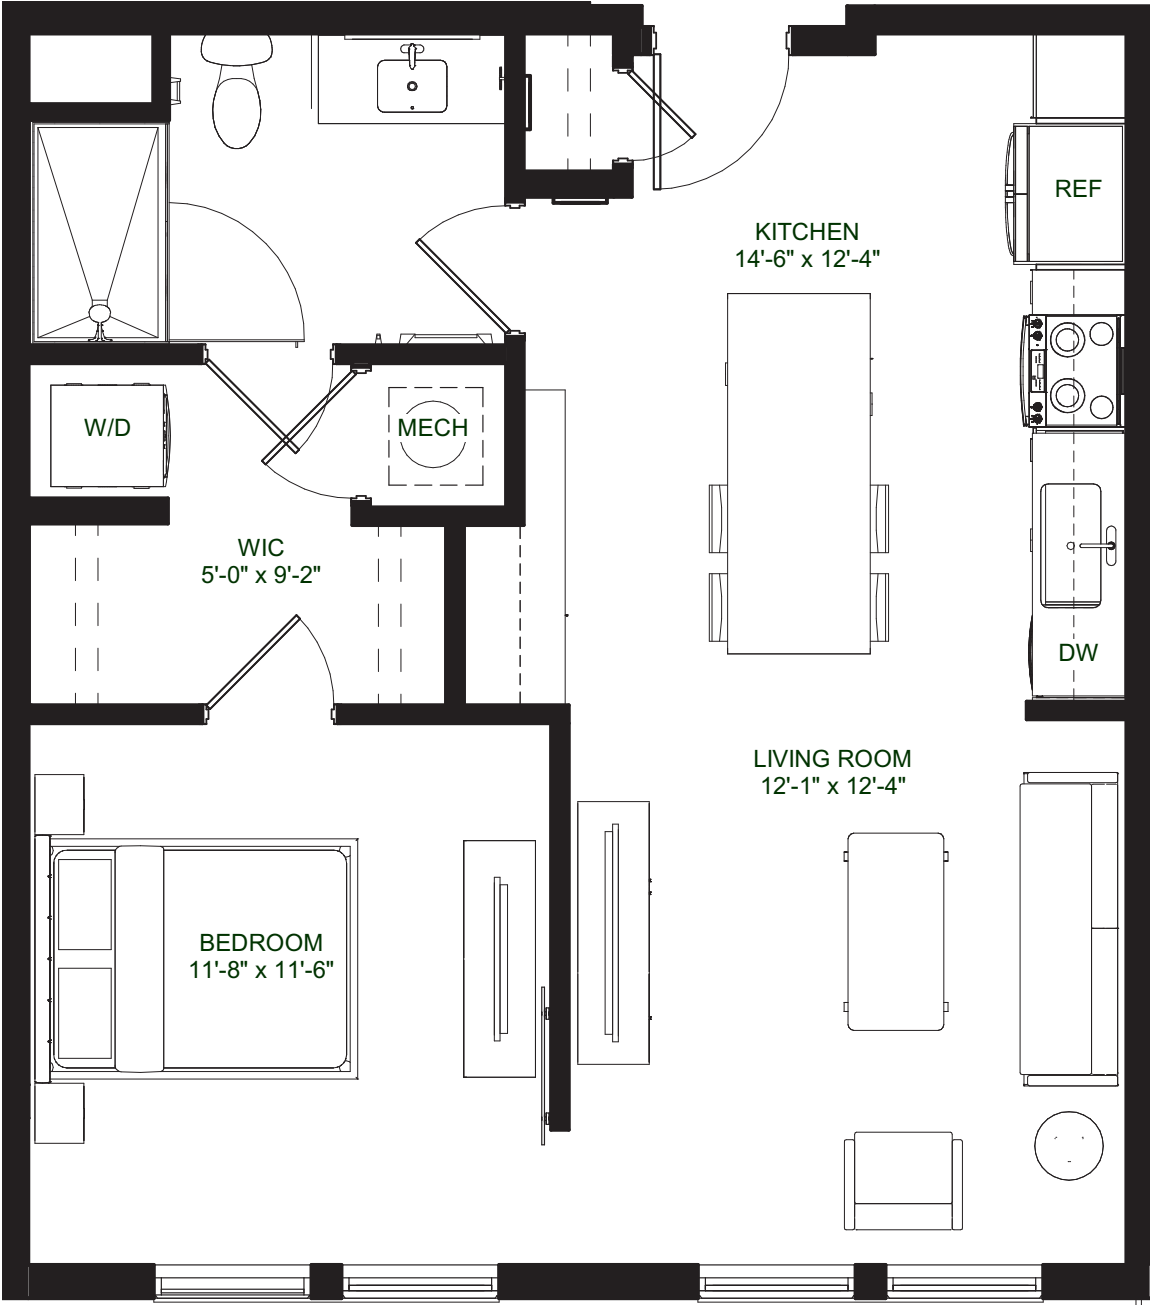 REF
KITCHEN
14'-6" x 12'-4"
W/D
MECH
WIC
5'-0" x 9'-2"
DW
LIVING ROOM
12'-1" x 12'-4"
BEDROOM
11'-8" x 11'-6"